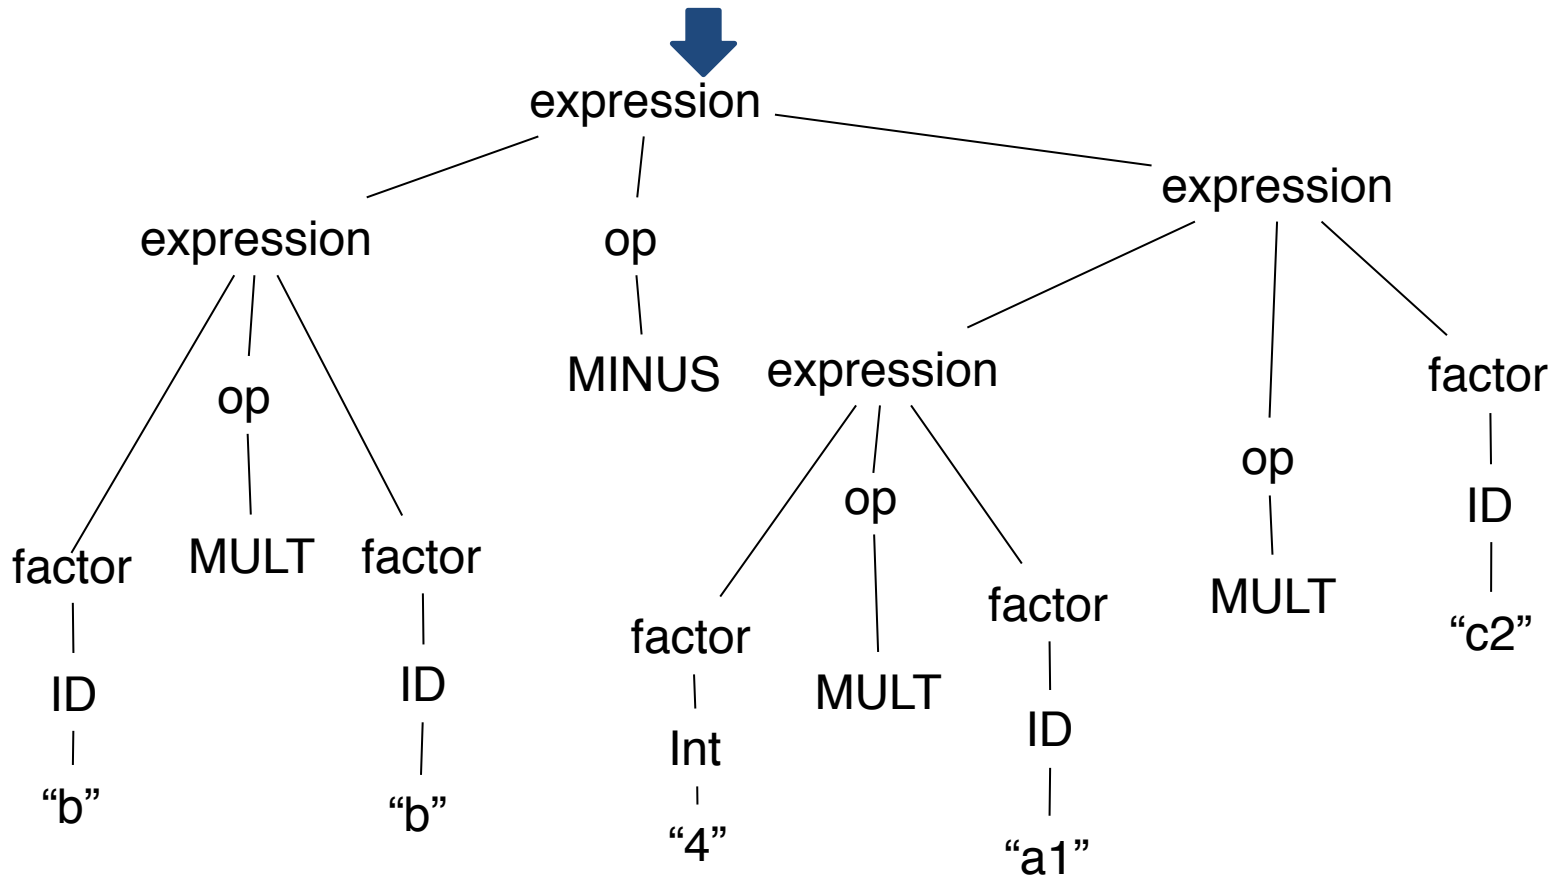 expression
expression
expression
op
MINUS
expression
factor
op
op
op
ID
factor
MULT
factor
factor
MULT
factor
“c2”
ID
ID
MULT
Int
ID
“b”
“b”
“4”
“a1”